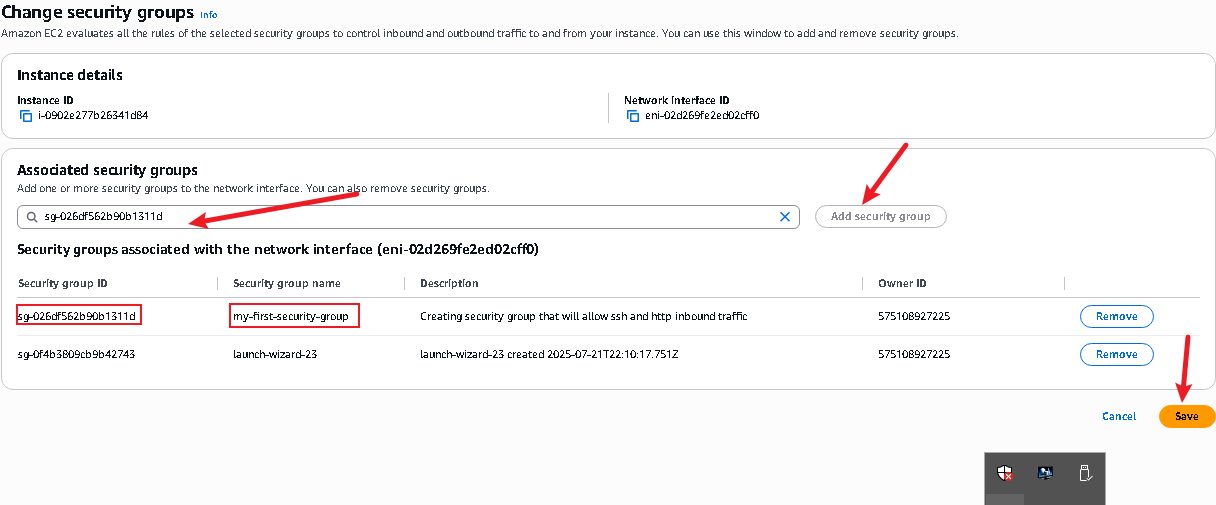 Change security groups Info
Amazon EC2 evaluates all the rules of the selected security groups to control inbound and outbound traffic to and from your instance. You can use this window to add and remove security groups.
Instance details
Instance ID
i-0902e277b26341d84
Network Interface ID
eni-02d269fe2ed02cff0
Associated security groups
Add one or more security groups to the network interface. You can also remove security groups.
sg-026df562b90b1311d
Add security group
Security groups associated with the network interface (eni-02d269fe2ed02cff0)
Security group ID Security group name Description Owner ID
sg-026df562b90b1311d my-first-security-group Creating security group that will allow ssh and http inbound traffic 575108927225 Remove
sg-0f4b3809cb9b42743 launch-wizard-23 launch-wizard-23 created 2025-07-21T22:10:17.751Z 575108927225 Remove
Cancel Save